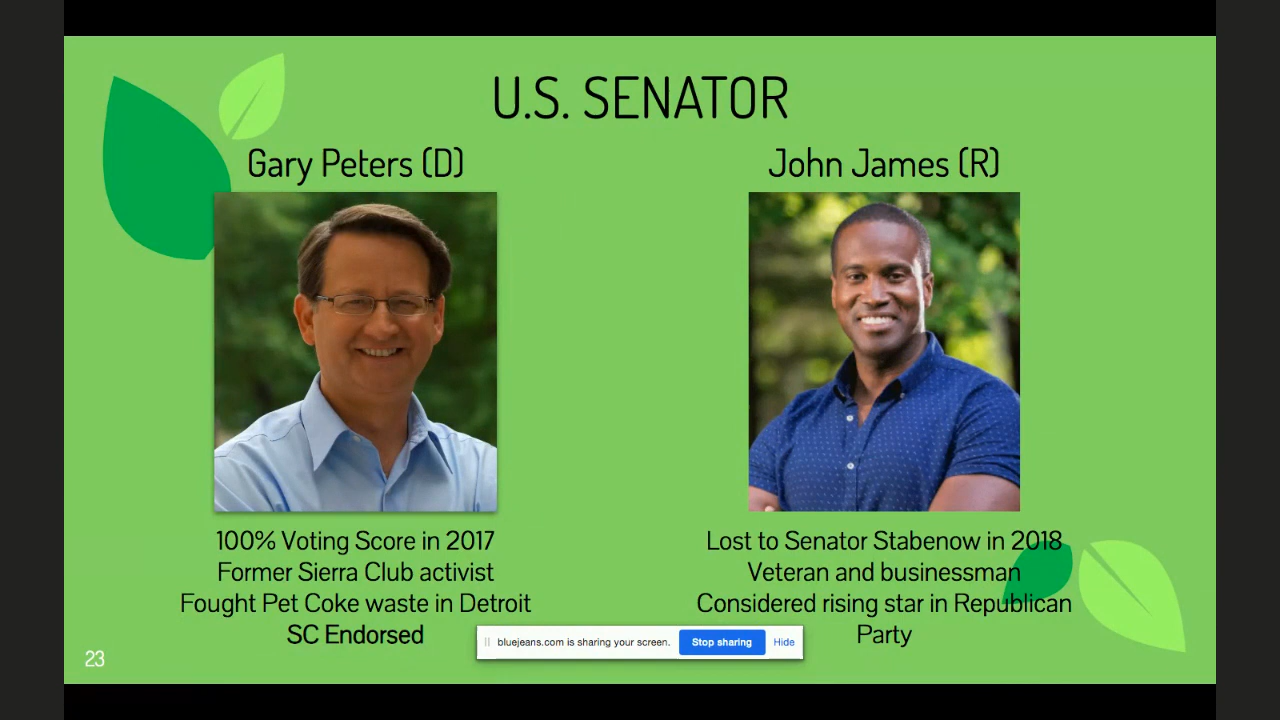 U.S. SENATOR
Gary Peters (D)
John James (R)
100% Voting Score in 2017
Former Sierra Club activist
Fought Pet Coke waste in Detroit
SC Endorsed
Lost to Senator Stabenow in 2018
Veteran and businessman
Considered rising star in Republican
Party
bluejeans.com is sharing your screen. Stop sharing Hide
23